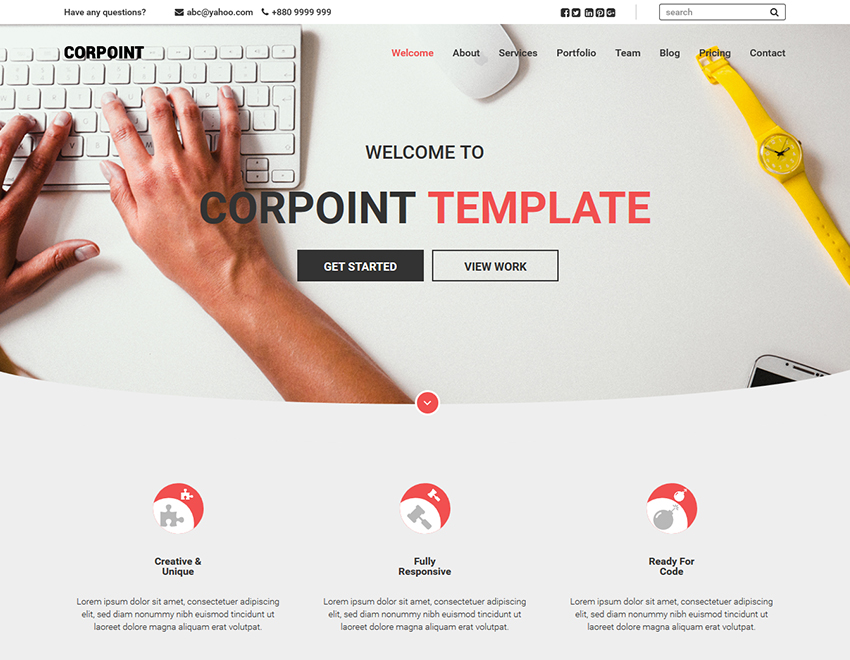 Have any questions? abc@yahoo.com +880 9999 999
search
CORPOINT
Welcome About Services Portfolio Team Blog Pricing Contact
WELCOME TO
CORPOINT TEMPLATE
GET STARTED
VIEW WORK
Creative &
Unique
Lorem ipsum dolor sit amet, consectetuer adipiscing
elit, sed diam nonummy nibh euismod tincidunt ut
laoreet dolore magna aliquam erat volutpat.
Fully
Responsive
Lorem ipsum dolor sit amet, consectetuer adipiscing
elit, sed diam nonummy nibh euismod tincidunt ut
laoreet dolore magna aliquam erat volutpat.
Ready For
Code
Lorem ipsum dolor sit amet, consectetuer adipiscing
elit, sed diam nonummy nibh euismod tincidunt ut
laoreet dolore magna aliquam erat volutpat.